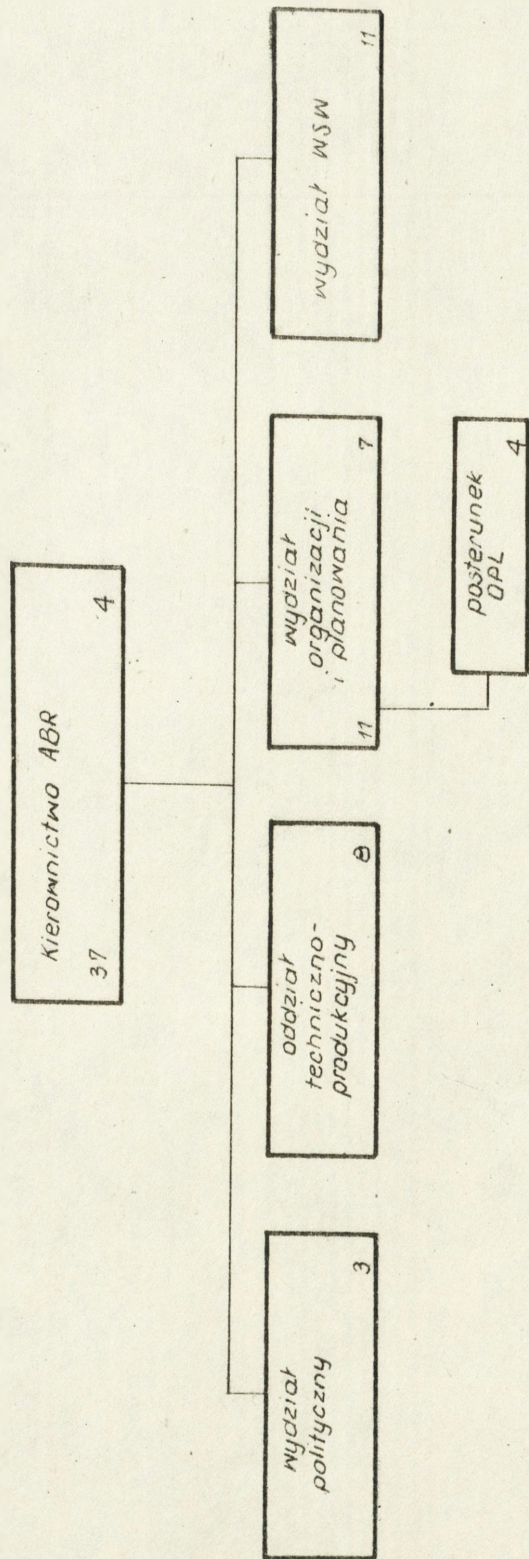 Kierownictwo ABR
37 4
wydział
polityczny
3
oddział
techniczno-
produkcyjny
8
wydział
organizacji
i planowania
11 7
wydział WSW
11
posterunek
OPL
4